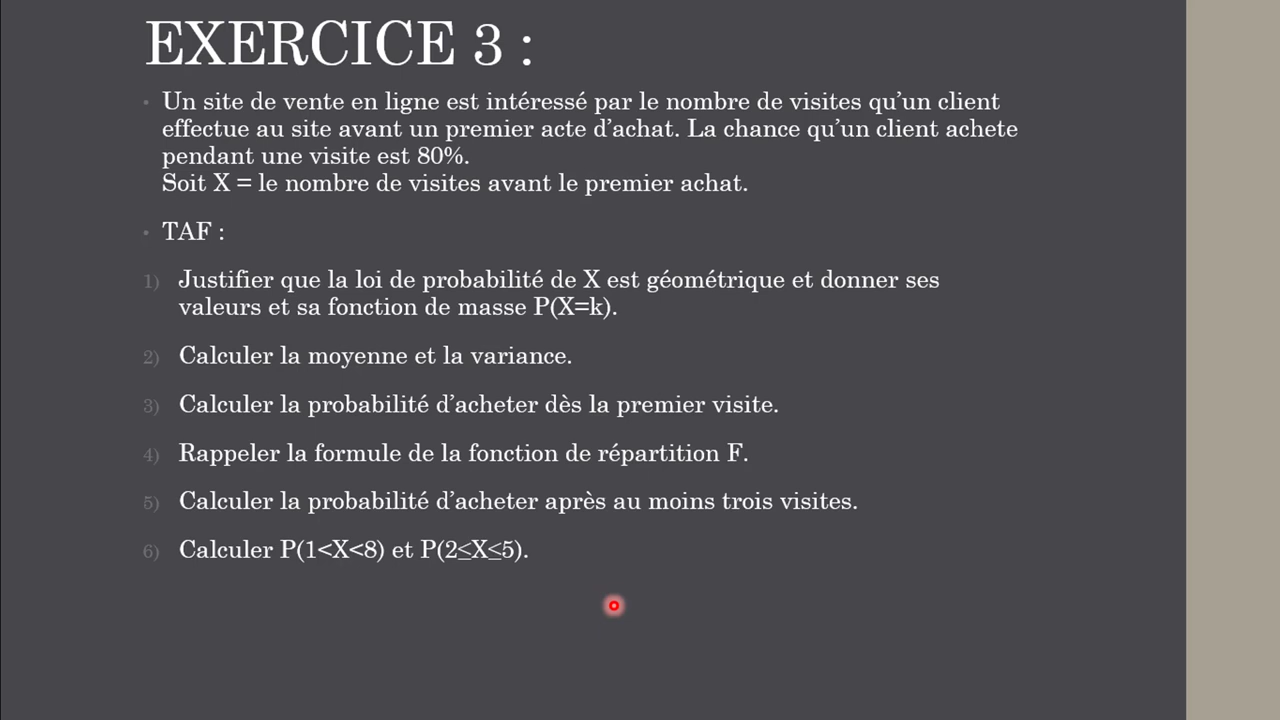 EXERCICE 3 :
• Un site de vente en ligne est intéressé par le nombre de visites qu’un client
effectue au site avant un premier acte d’achat. La chance qu’un client achete
pendant une visite est 80%.
Soit X = le nombre de visites avant le premier achat.
• TAF :
1) Justifier que la loi de probabilité de X est géométrique et donner ses
valeurs et sa fonction de masse P(X=k).
2) Calculer la moyenne et la variance.
3) Calculer la probabilité d’acheter dès la premier visite.
4) Rappeler la formule de la fonction de répartition F.
5) Calculer la probabilité d’acheter après au moins trois visites.
6) Calculer P(1<X<8) et P(2≤X≤5).